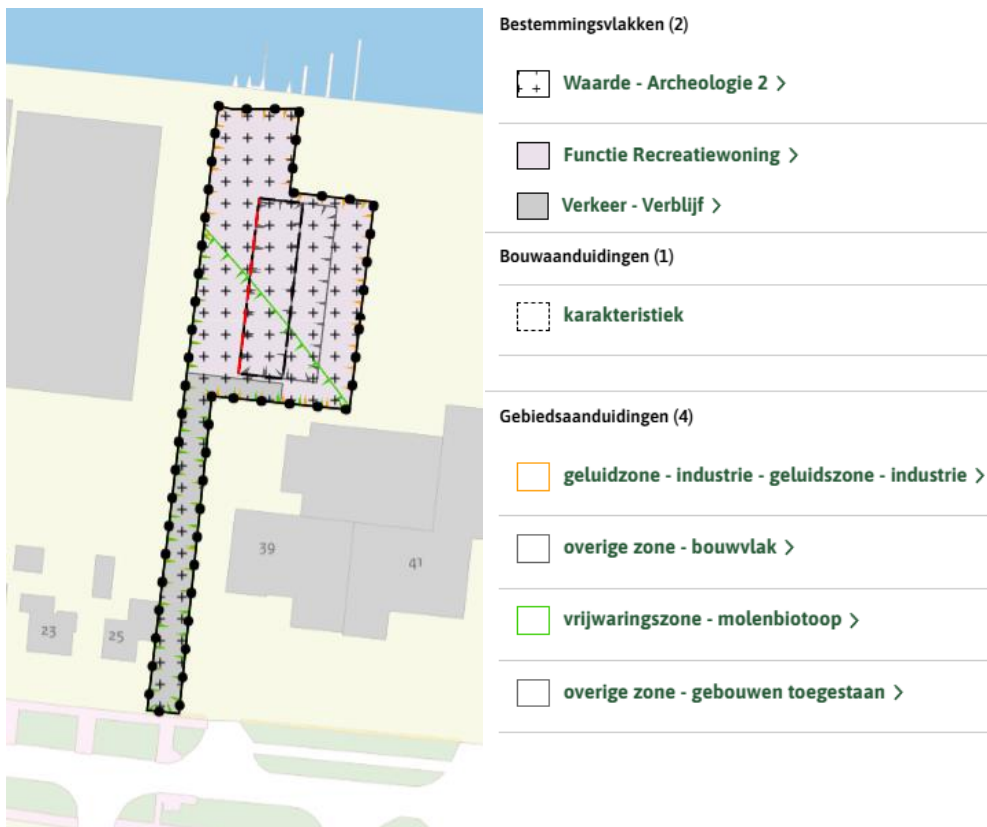 Bestemmingsvlakken (2)
Waarde - Archeologie 2 >
Functie Recreatiewoning >
Verkeer - Verblijf >
Bouwaanduidingen (1)
karakteristiek
Gebiedsaanduidingen (4)
geluidzone - industrie - geluidszone - industrie >
overige zone - bouwvlak >
vrijwaringszone - molenbiotoop >
overige zone - gebouwen toegestaan >
39
41
23
25